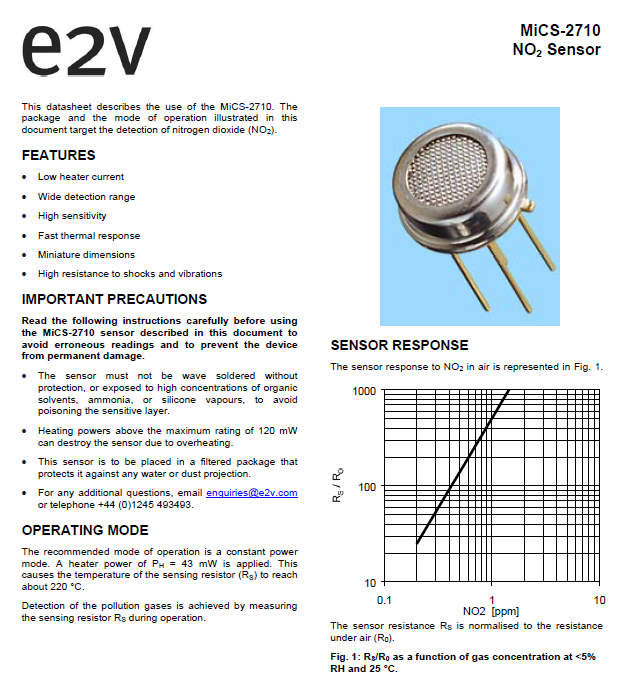 e2v
MiCS-2710
NO₂ Sensor
This datasheet describes the use of the MiCS-2710. The
package and the mode of operation illustrated in this
document target the detection of nitrogen dioxide (NO₂).
FEATURES
• Low heater current
• Wide detection range
• High sensitivity
• Fast thermal response
• Miniature dimensions
• High resistance to shocks and vibrations
IMPORTANT PRECAUTIONS
Read the following instructions carefully before using
the MiCS-2710 sensor described in this document to
avoid erroneous readings and to prevent the device
from permanent damage.
• The sensor must not be wave soldered without
protection, or exposed to high concentrations of organic
solvents, ammonia, or silicone vapours, to avoid
poisoning the sensitive layer.
• Heating powers above the maximum rating of 120 mW
can destroy the sensor due to overheating.
• This sensor is to be placed in a filtered package that
protects it against any water or dust projection.
• For any additional questions, email enquiries@e2v.com
or telephone +44 (0)1245 493493.
OPERATING MODE
The recommended mode of operation is a constant power
mode. A heater power of Pₕ = 43 mW is applied. This
causes the temperature of the sensing resistor (Rₛ) to reach
about 220 °C.
Detection of the pollution gases is achieved by measuring
the sensing resistor Rₛ during operation.
SENSOR RESPONSE
The sensor response to NO₂ in air is represented in Fig. 1.
1000
100
10
Rₛ / R₀
0.1
1
10
NO2 [ppm]
The sensor resistance Rₛ is normalised to the resistance
under air (R₀).
Fig. 1: Rₛ/R₀ as a function of gas concentration at <5%
RH and 25 °C.